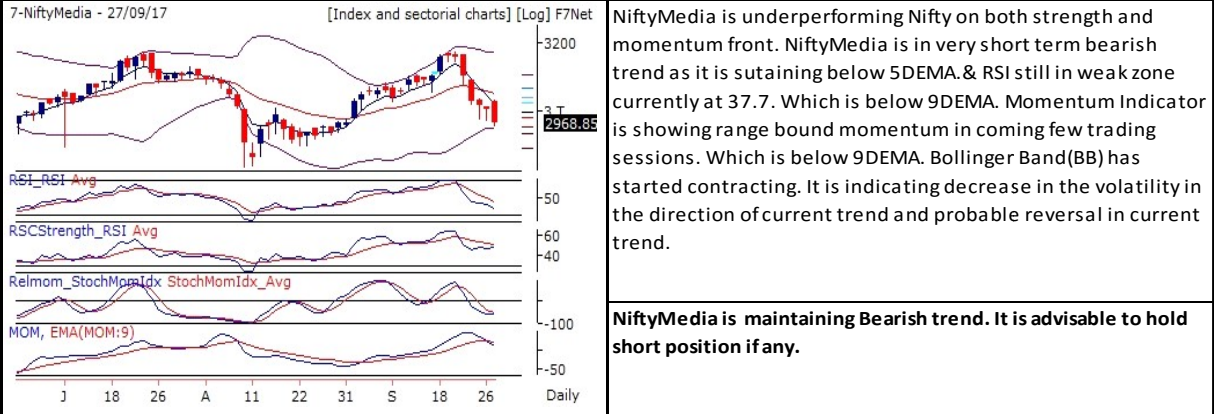 7-NiftyMedia - 27/09/17 [Index and sectorial charts] [Log] F7Net
3200
3 T
2968.85
RSI_RSI Avg
50
RSCStrength_RSI Avg
60
40
Relmom_StochMomIdx StochMomIdx_Avg
-100
MOM, EMA(MOM:9)
-50
J 18 26 A 11 22 31 S 18 26 Daily
NiftyMedia is underperforming Nifty on both strength and
momentum front. NiftyMedia is in very short term bearish
trend as it is sutaining below 5DEMA.& RSI still in weak zone
currently at 37.7. Which is below 9DEMA. Momentum Indicator
is showing range bound momentum in coming few trading
sessions. Which is below 9DEMA. Bollinger Band(BB) has
started contracting. It is indicating decrease in the volatility in
the direction of current trend and probable reversal in current
trend.
NiftyMedia is maintaining Bearish trend. It is advisable to hold
short position if any.